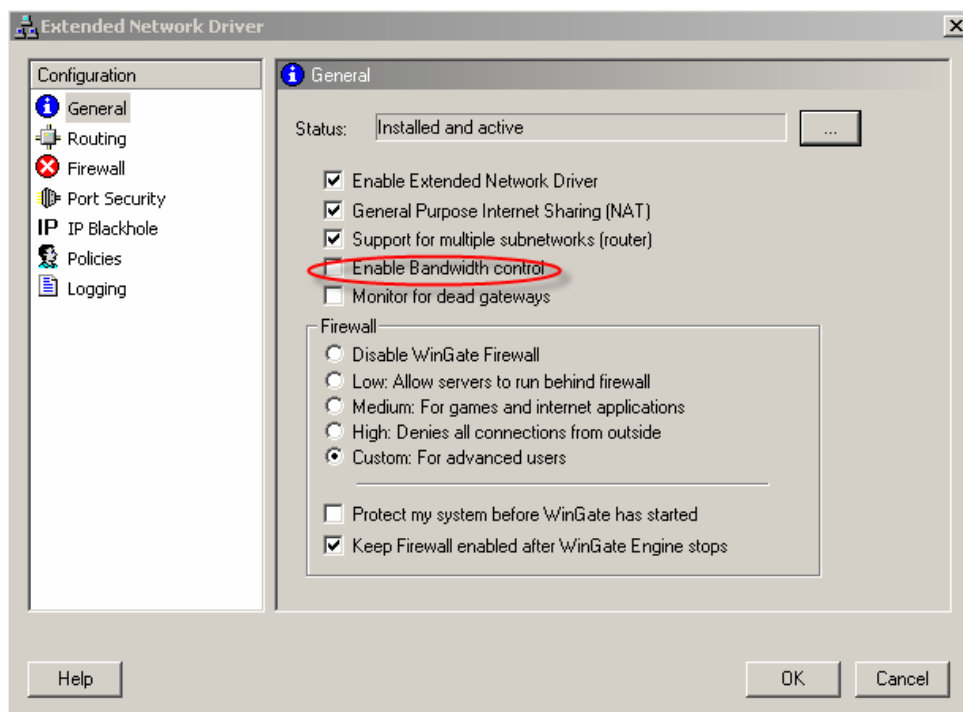 Extended Network Driver
Configuration
General
Routing
Firewall
Port Security
IP IP Blackhole
Policies
Logging
General
Status: Installed and active ...
Enable Extended Network Driver
General Purpose Internet Sharing (NAT)
Support for multiple subnetworks (router)
Enable Bandwidth control
Monitor for dead gateways
Firewall
Disable WinGate Firewall
Low: Allow servers to run behind firewall
Medium: For games and internet applications
High: Denies all connections from outside
Custom: For advanced users
Protect my system before WinGate has started
Keep Firewall enabled after WinGate Engine stops
Help OK Cancel